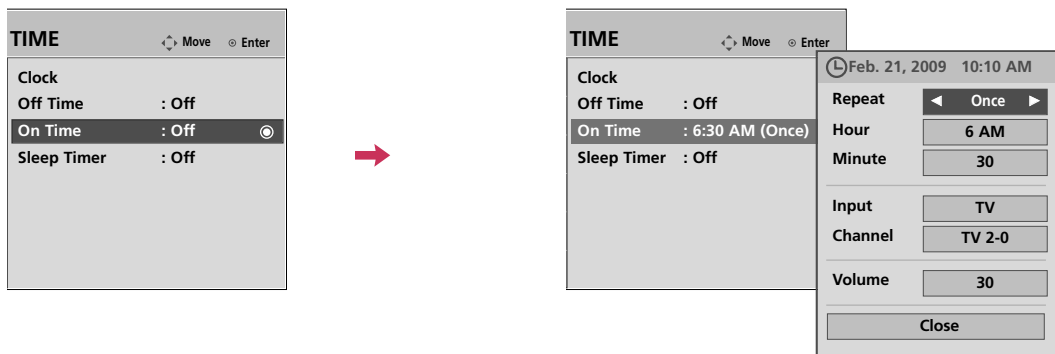 TIME Move Enter
Clock
Off Time : Off
On Time : Off
Sleep Timer : Off
TIME Move Enter
Clock
Off Time : Off
On Time : 6:30 AM (Once)
Sleep Timer : Off
Feb. 21, 2009 10:10 AM
Repeat ◀ Once ▶
Hour 6 AM
Minute 30
Input TV
Channel TV 2-0
Volume 30
Close